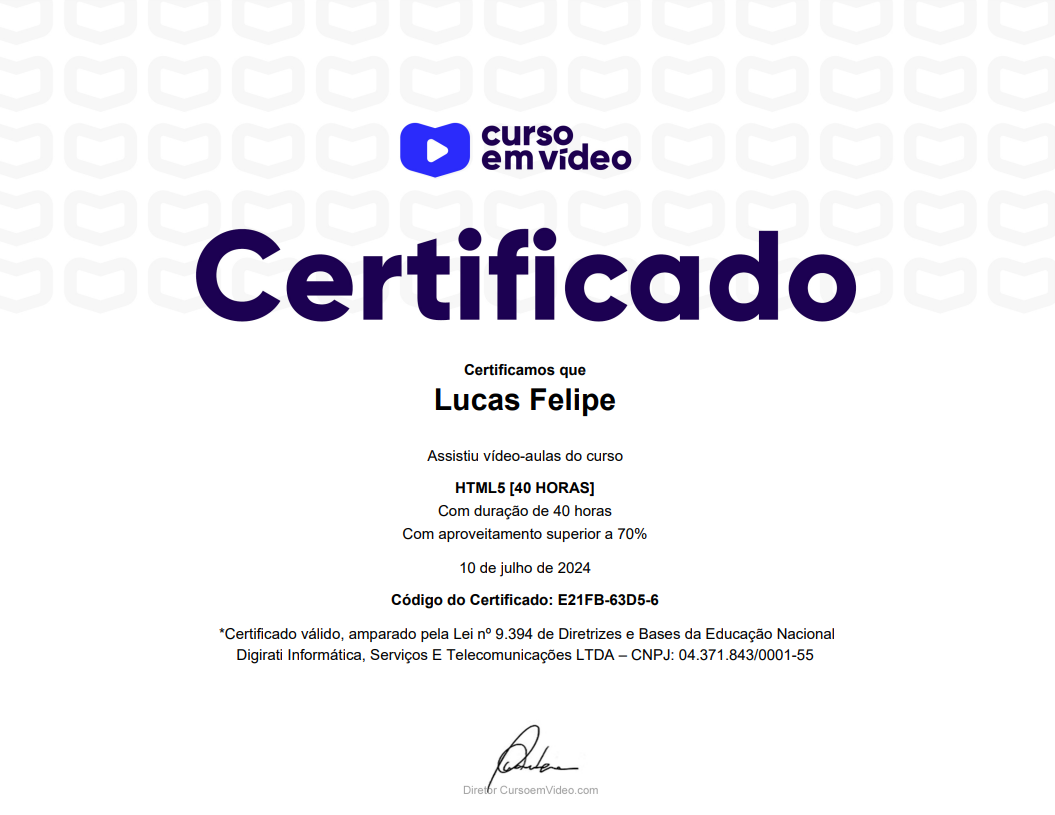 curso
em vídeo
Certificado
Certificamos que
Lucas Felipe
Assistiu vídeo-aulas do curso
HTML5 [40 HORAS]
Com duração de 40 horas
Com aproveitamento superior a 70%
10 de julho de 2024
Código do Certificado: E21FB-63D5-6
*Certificado válido, amparado pela Lei nº 9.394 de Diretrizes e Bases da Educação Nacional
Digirati Informática, Serviços E Telecomunicações LTDA – CNPJ: 04.371.843/0001-55
Diretor CursoemVideo.com